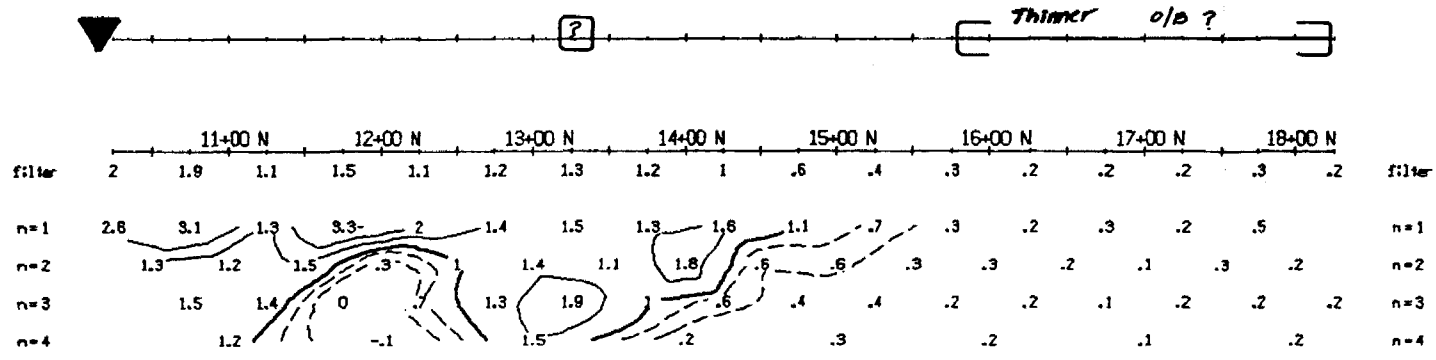 ? Thinner O/B ?
11+00 N 12+00 N 13+00 N 14+00 N 15+00 N 16+00 N 17+00 N 18+00 N
filter 2 1.9 1.1 1.5 1.1 1.2 1.3 1.2 1 .6 .4 .3 .2 .2 .2 .3 .2 filter
n=1 2.8 3.1 1.3 3.3 2 1.4 1.5 1.3 1.6 1.1 .7 .3 .2 .3 .2 .5 n=1
n=2 1.3 1.2 1.5 .3 1 1.4 1.1 1.8 .6 .6 .3 .3 .2 .1 .3 .2 n=2
n=3 1.5 1.4 0 1.3 1.9 1 .6 .4 .4 .2 .2 .1 .2 .2 .2 n=3
n=4 1.2 -.1 1.5 .2 .3 .2 .1 .2 n=4